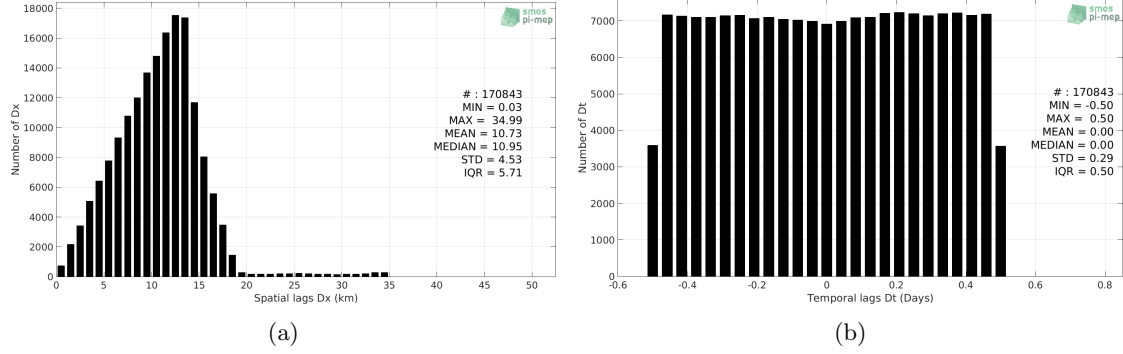 18000
16000
14000
12000
10000
8000
6000
4000
2000
0
Number of Dx
0 5 10 15 20 25 30 35 40 45 50
Spatial lags Dx (km)
smos
pi-mep
# : 170843
MIN = 0.03
MAX = 34.99
MEAN = 10.73
MEDIAN = 10.95
STD = 4.53
IQR = 5.71
(a)
7000
6000
5000
4000
3000
2000
1000
0
Number of Dt
-0.6 -0.4 -0.2 0 0.2 0.4 0.6 0.8
Temporal lags Dt (Days)
smos
pi-mep
# : 170843
MIN = -0.50
MAX = 0.50
MEAN = 0.00
MEDIAN = 0.00
STD = 0.29
IQR = 0.50
(b)